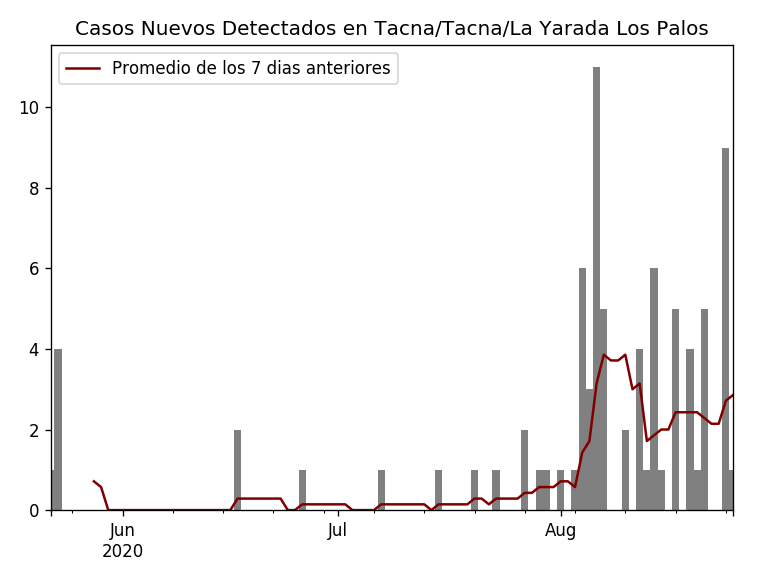 Casos Nuevos Detectados en Tacna/Tacna/La Yarada Los Palos
Promedio de los 7 dias anteriores
10
8
6
4
2
0
Jun
2020
Jul
Aug